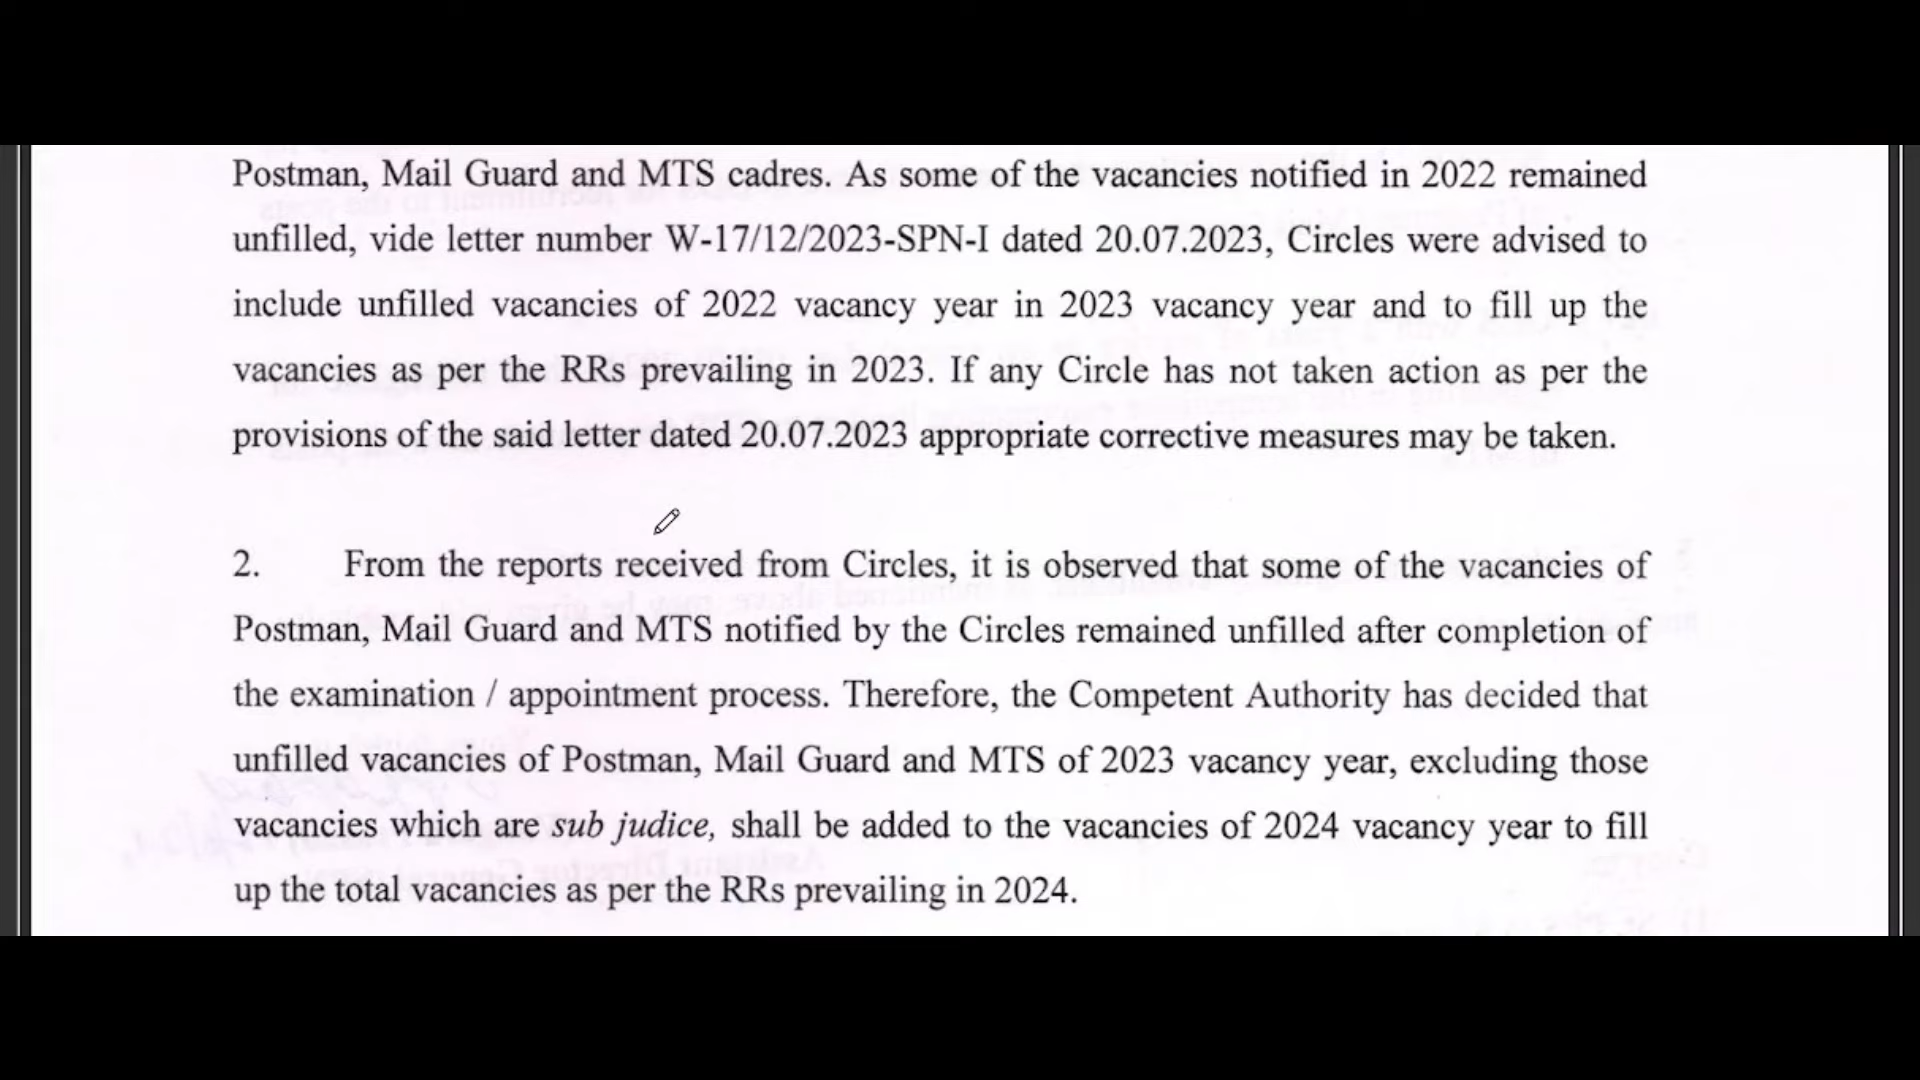 Postman, Mail Guard and MTS cadres. As some of the vacancies notified in 2022 remained
unfilled, vide letter number W-17/12/2023-SPN-I dated 20.07.2023, Circles were advised to
include unfilled vacancies of 2022 vacancy year in 2023 vacancy year and to fill up the
vacancies as per the RRs prevailing in 2023. If any Circle has not taken action as per the
provisions of the said letter dated 20.07.2023 appropriate corrective measures may be taken.
2. From the reports received from Circles, it is observed that some of the vacancies of
Postman, Mail Guard and MTS notified by the Circles remained unfilled after completion of
the examination / appointment process. Therefore, the Competent Authority has decided that
unfilled vacancies of Postman, Mail Guard and MTS of 2023 vacancy year, excluding those
vacancies which are sub judice, shall be added to the vacancies of 2024 vacancy year to fill
up the total vacancies as per the RRs prevailing in 2024.